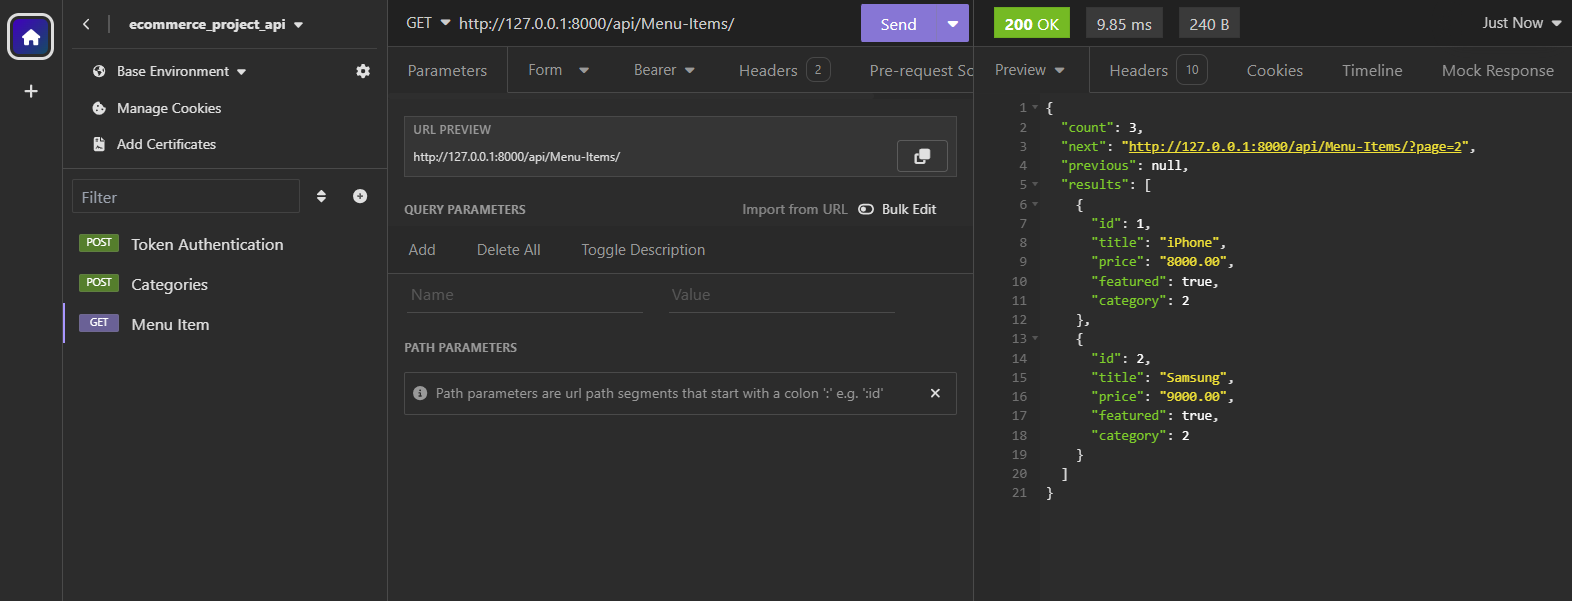 ecommerce_project_api
Base Environment
Manage Cookies
Add Certificates
Filter
POST Token Authentication
POST Categories
GET Menu Item
GET http://127.0.0.1:8000/api/Menu-Items/ Send
Parameters Form Bearer Headers 2 Pre-request Sc
URL PREVIEW
http://127.0.0.1:8000/api/Menu-Items/
QUERY PARAMETERS Import from URL Bulk Edit
Add Delete All Toggle Description
Name Value
PATH PARAMETERS
Path parameters are url path segments that start with a colon ':' e.g. ':id'
200 OK 9.85 ms 240 B Just Now
Preview Headers 10 Cookies Timeline Mock Response
1 {
2 "count": 3,
3 "next": "http://127.0.0.1:8000/api/Menu-Items/?page=2",
4 "previous": null,
5 "results": [
6 {
7 "id": 1,
8 "title": "iPhone",
9 "price": "8000.00",
10 "featured": true,
11 "category": 2
12 },
13 {
14 "id": 2,
15 "title": "Samsung",
16 "price": "9000.00",
17 "featured": true,
18 "category": 2
19 }
20 ]
21 }